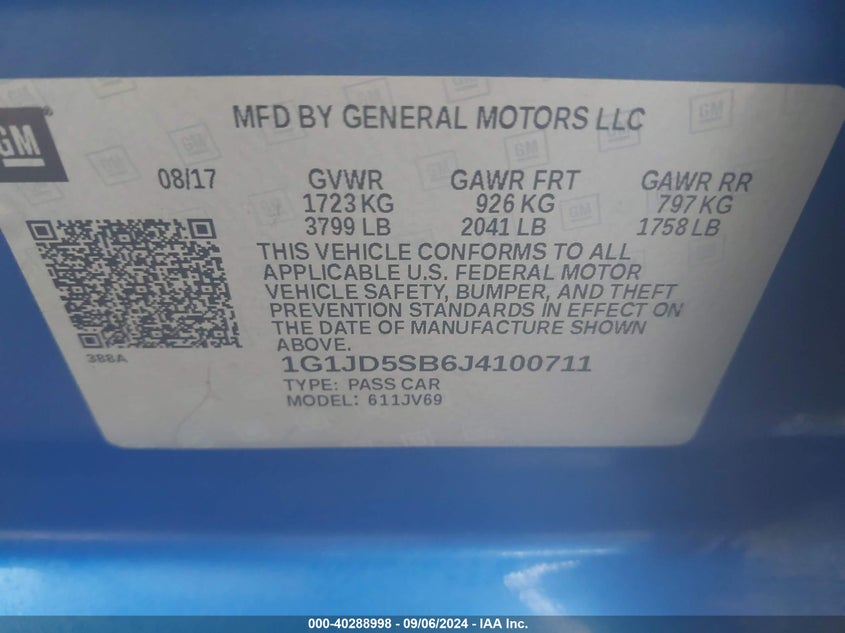 MFD BY GENERAL MOTORS LLC
GM
08/17 GVWR GAWR FRT GAWR RR
1723 KG 926 KG 797 KG
3799 LB 2041 LB 1758 LB
THIS VEHICLE CONFORMS TO ALL
APPLICABLE U.S. FEDERAL MOTOR
VEHICLE SAFETY, BUMPER, AND THEFT
PREVENTION STANDARDS IN EFFECT ON
THE DATE OF MANUFACTURE SHOWN
ABOVE.
388A
1G1JD5SB6J4100711
TYPE: PASS CAR
MODEL: 611JV69
000-40288998 - 09/06/2024 - IAA Inc.